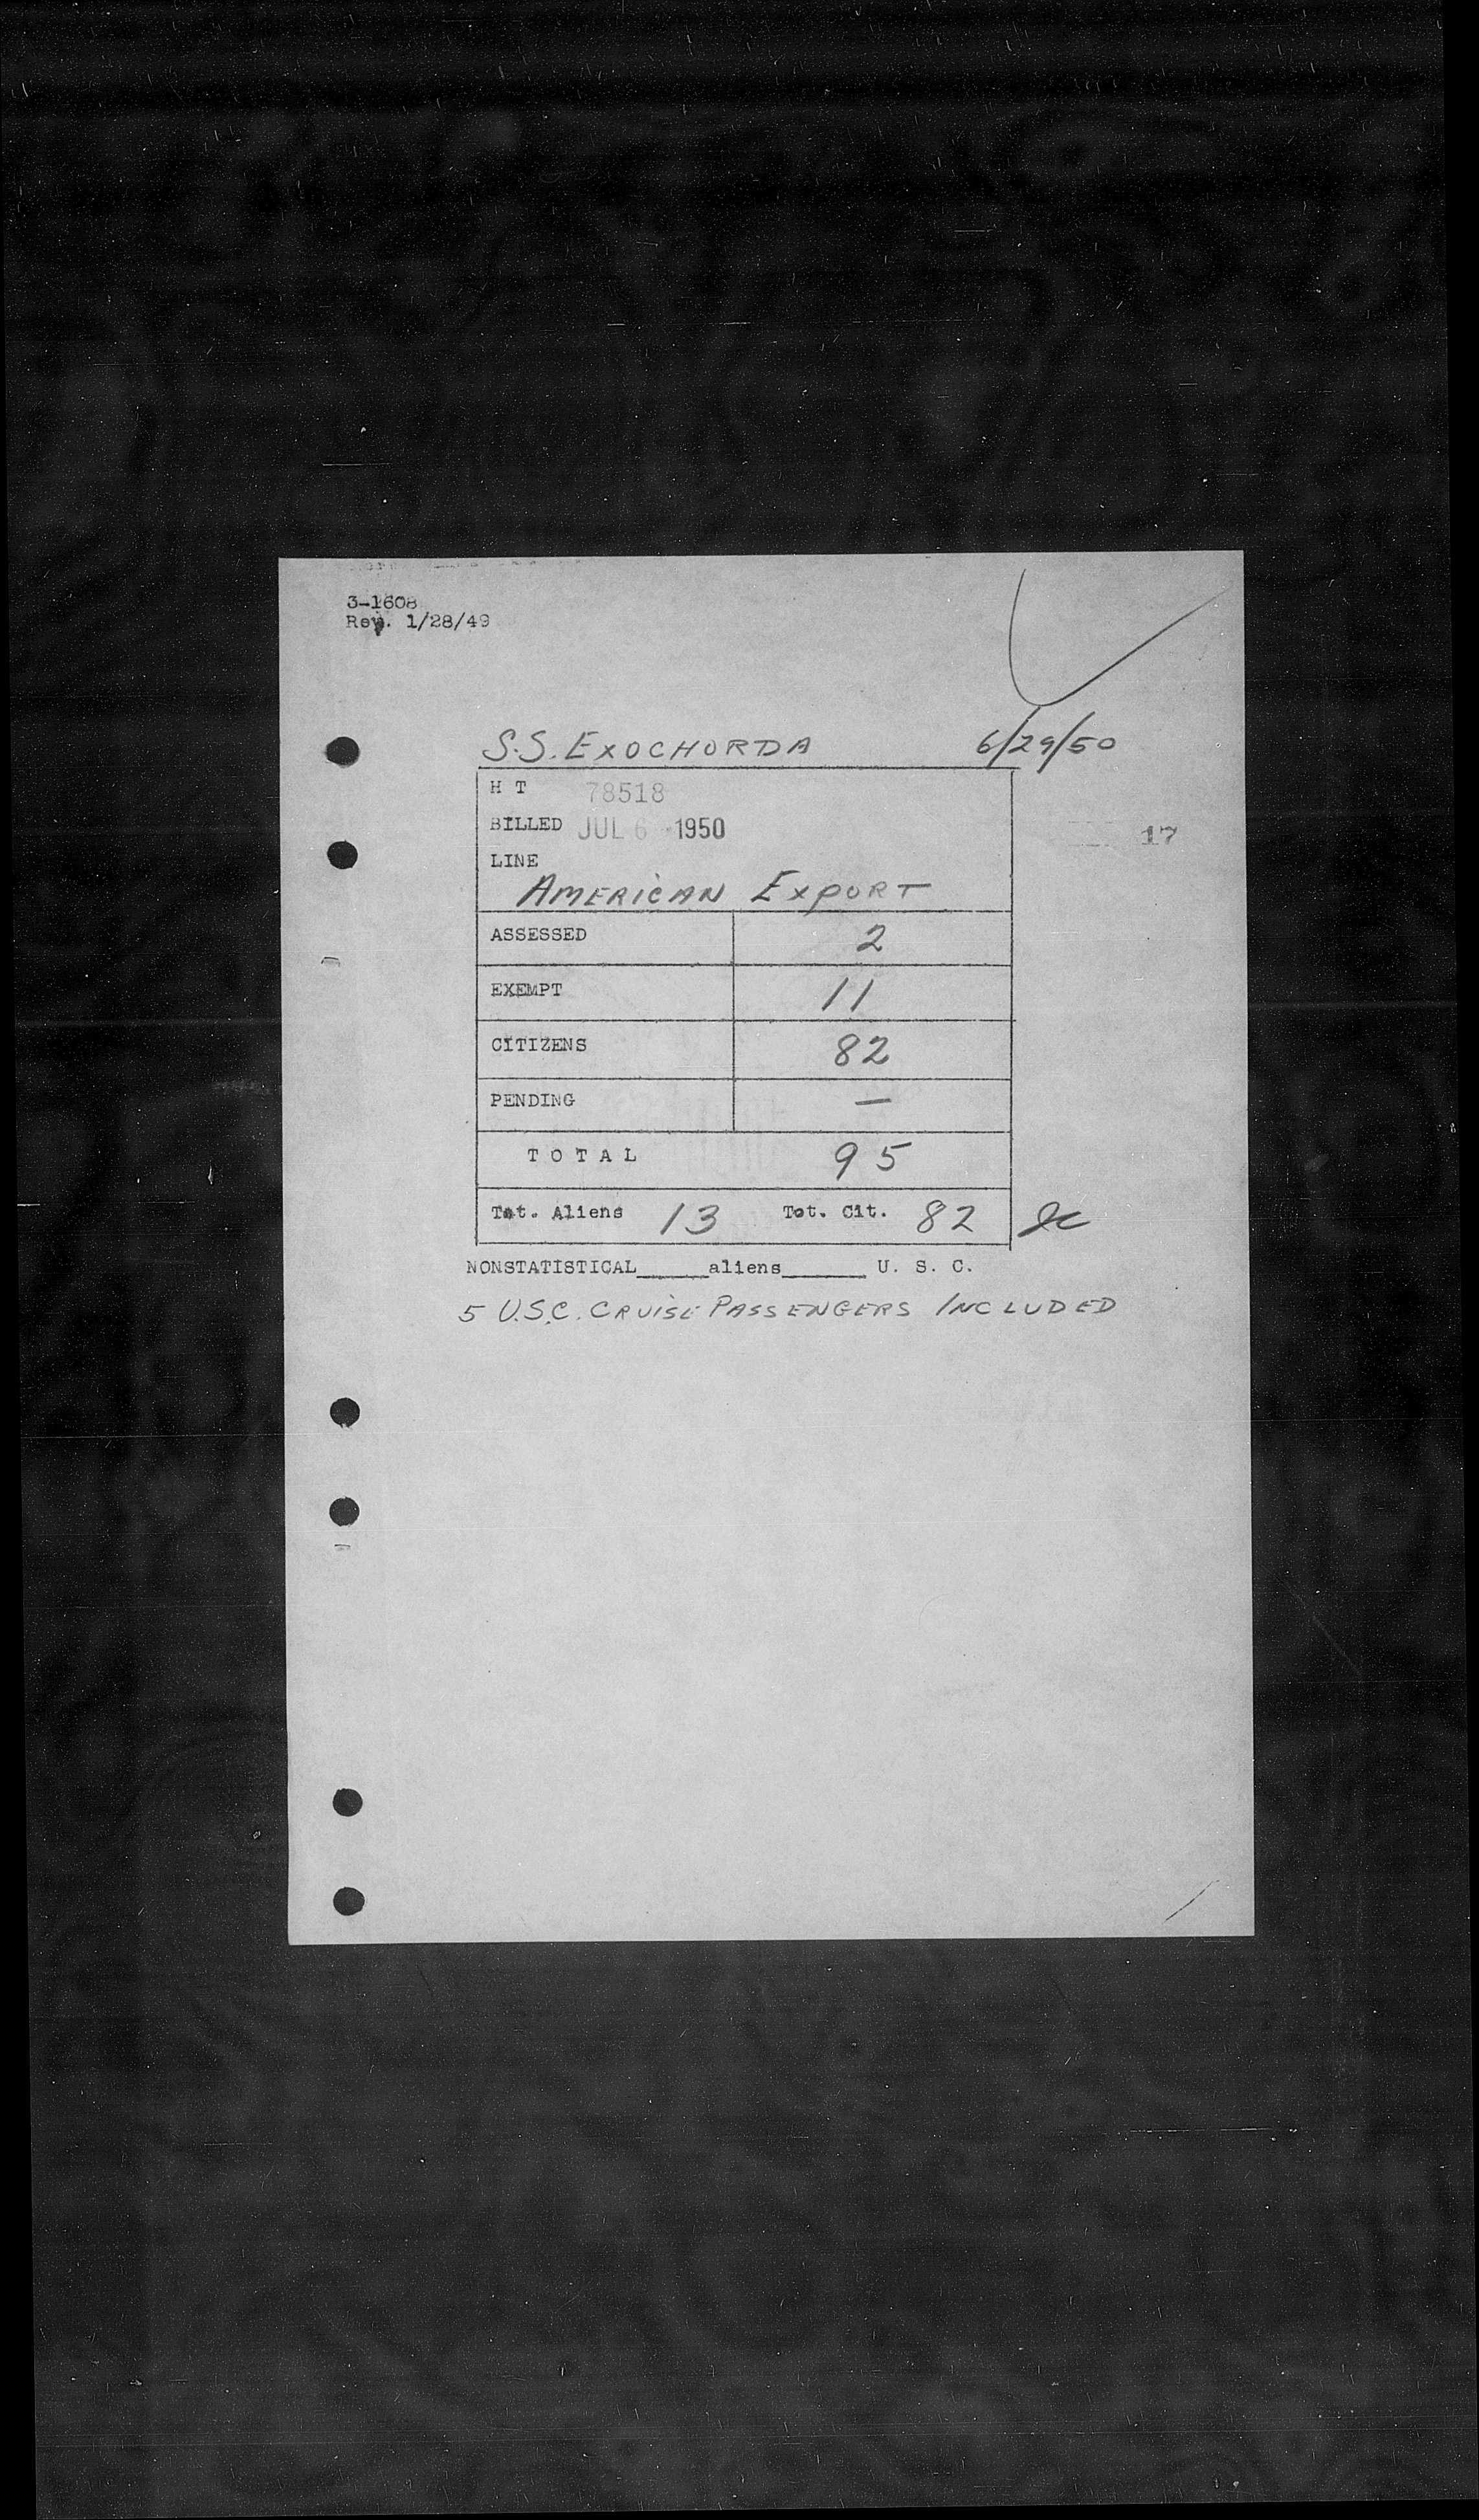 3-1608
Rev. 1/28/49
S.S. EXOCHORDA 6/29/50
H T 78518
BILLED JUL 6 1950
17
LINE
AMERICAN EXPORT
ASSESSED 2
EXEMPT 11
CITIZENS 82
PENDING —
TOTAL 95
Tot. Aliens 13 Tot. Cit. 82
NONSTATISTICAL_____aliens______ U. S. C.
5 U.S.C. CRUISE PASSENGERS INCLUDED